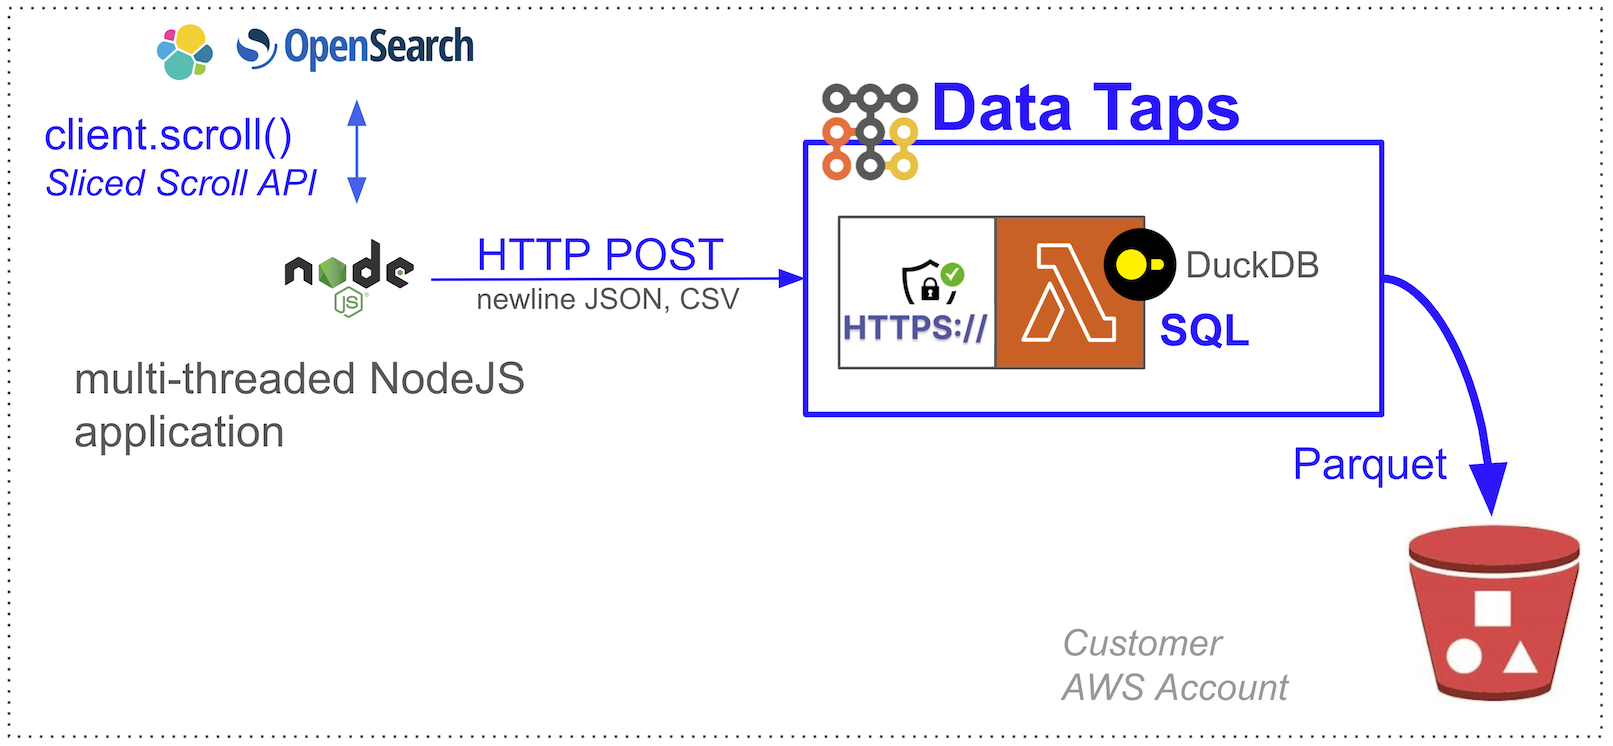 OpenSearch
client.scroll()
Sliced Scroll API
node
JS
multi-threaded NodeJS
application
HTTP POST
newline JSON, CSV
Data Taps
HTTPS://
DuckDB
SQL
Parquet
Customer
AWS Account